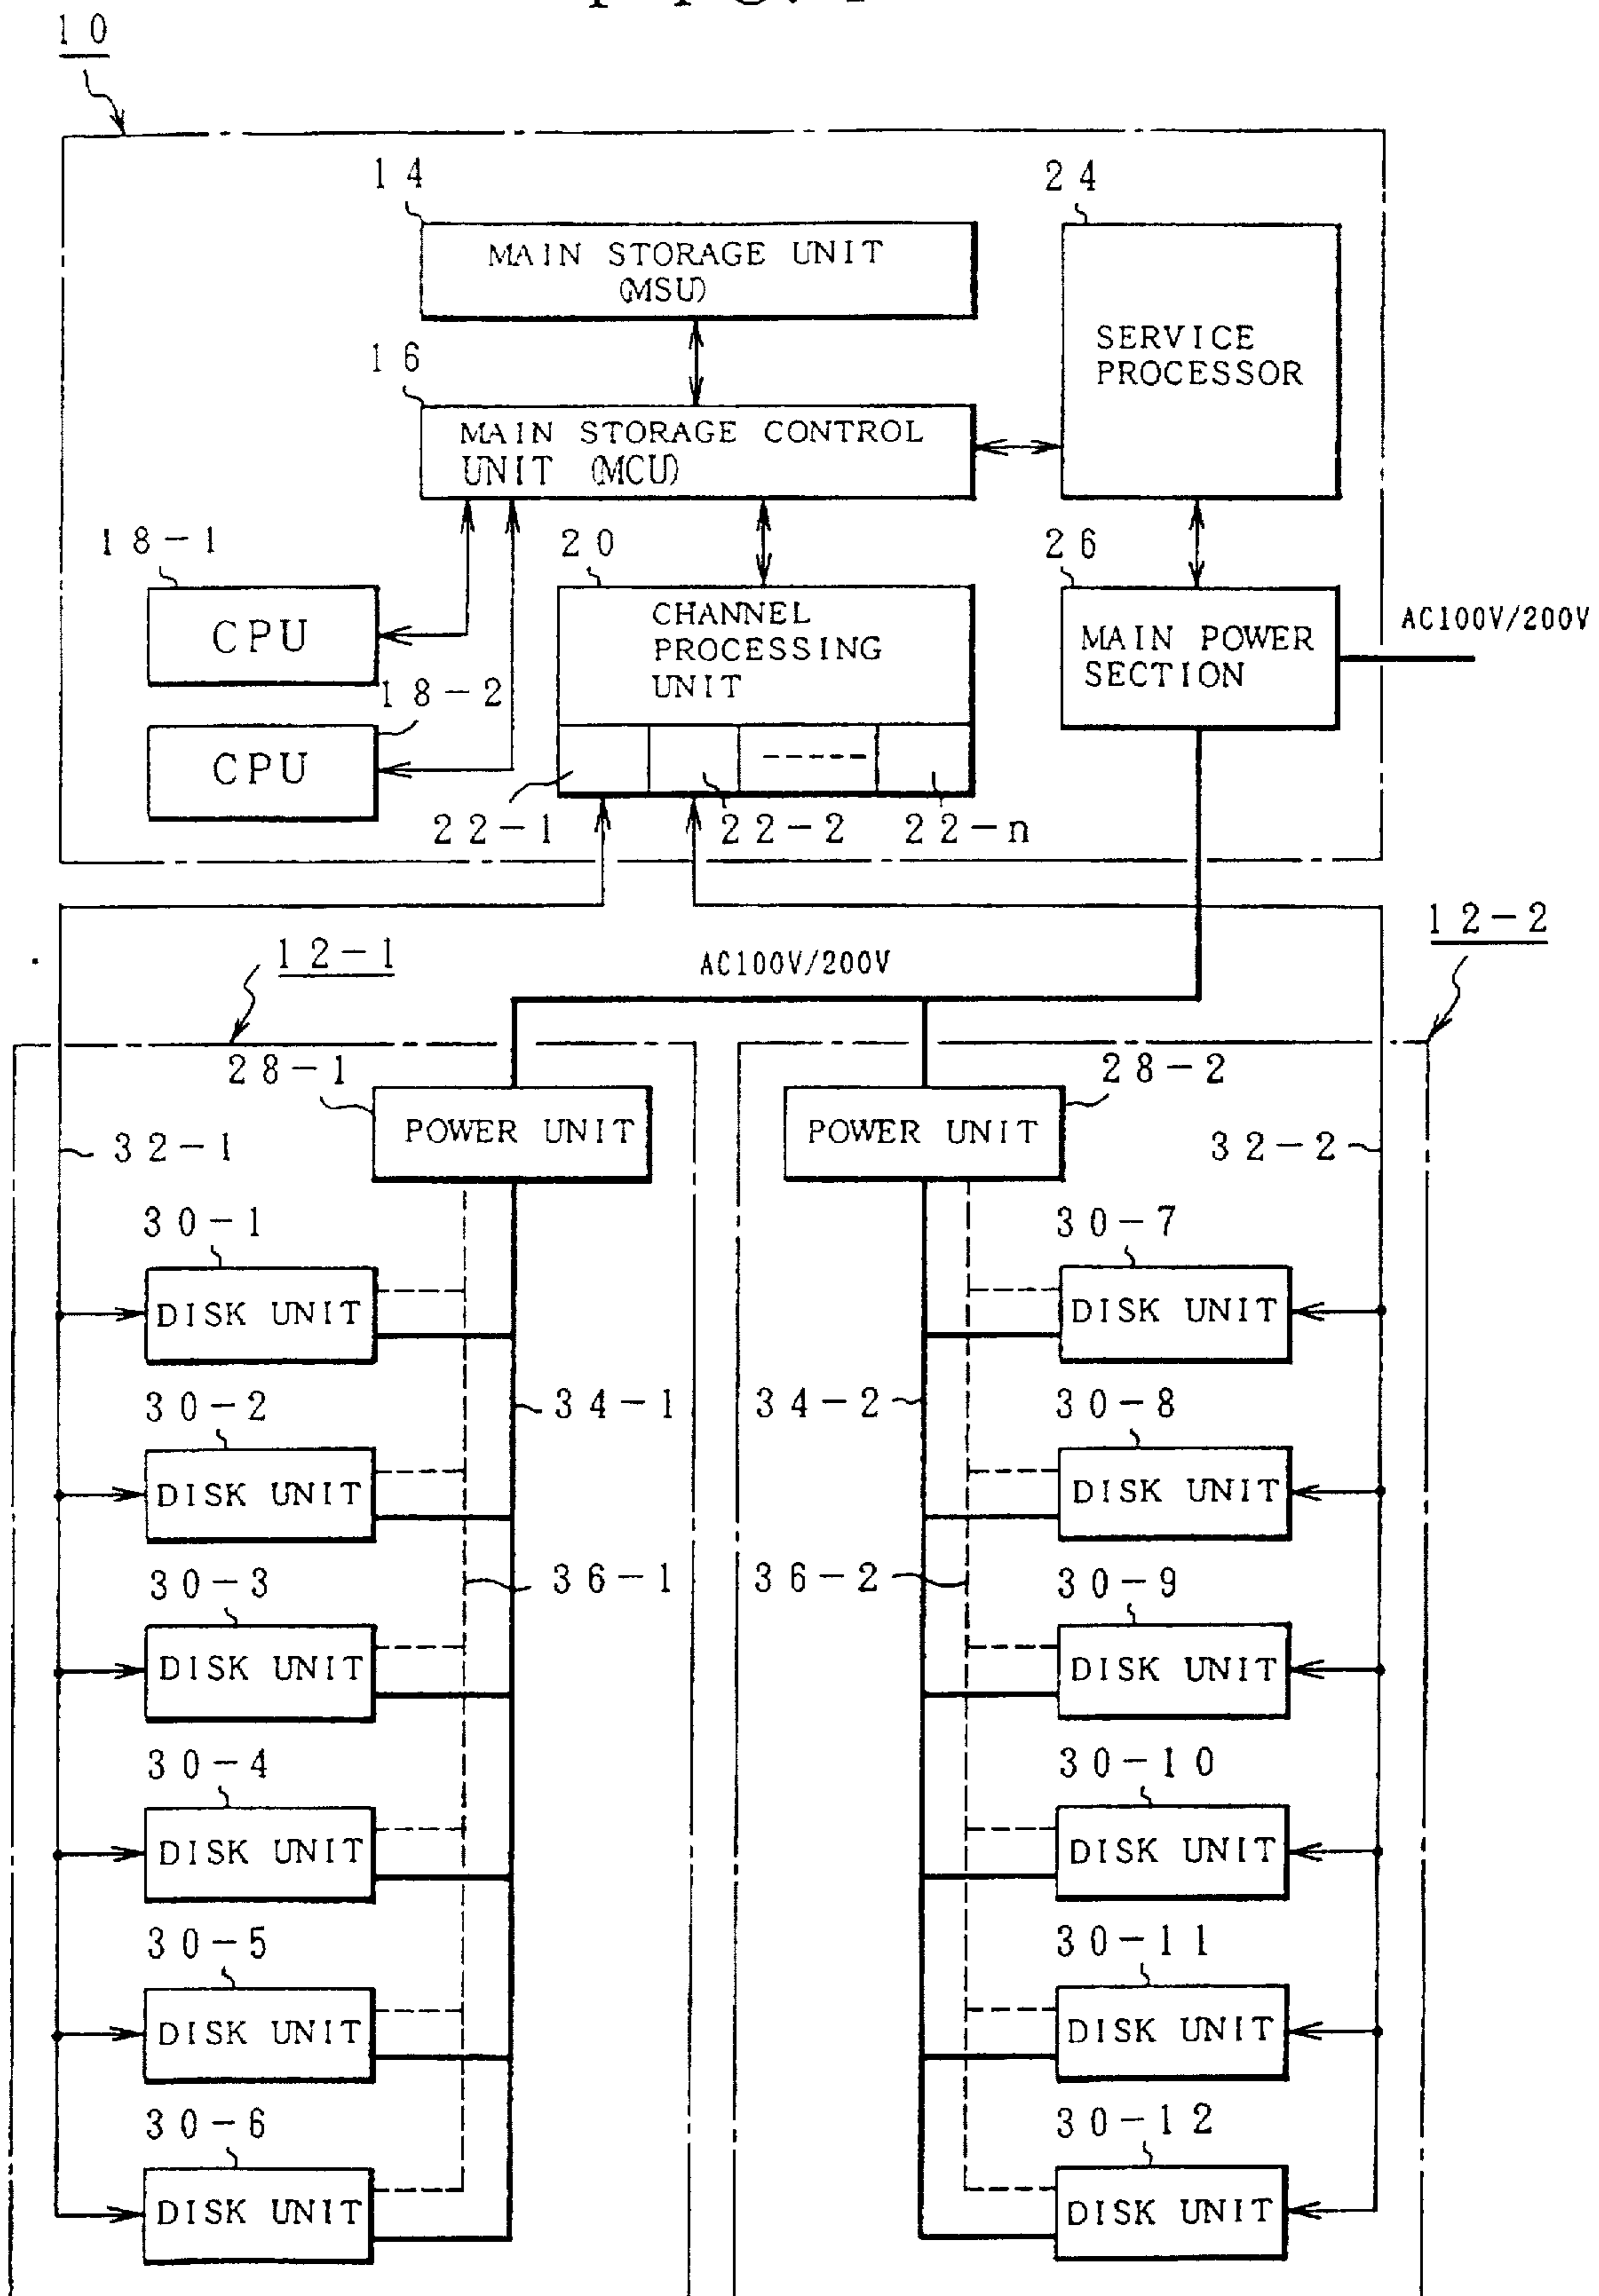 10
14
24
MAIN STORAGE UNIT
(MSU)
SERVICE
PROCESSOR
16
MAIN STORAGE CONTROL
UNIT (MCU)
18-1
20
26
CPU
CHANNEL
PROCESSING
UNIT
MAIN POWER
SECTION
AC100V/200V
18-2
CPU
22-1
22-2
22-n
12-1
AC100V/200V
12-2
28-1
28-2
POWER UNIT
POWER UNIT
32-1
32-2
30-1
30-7
DISK UNIT
DISK UNIT
30-2
34-1
34-2
30-8
DISK UNIT
DISK UNIT
30-3
36-1
36-2
30-9
DISK UNIT
DISK UNIT
30-4
30-10
DISK UNIT
DISK UNIT
30-5
30-11
DISK UNIT
DISK UNIT
30-6
30-12
DISK UNIT
DISK UNIT